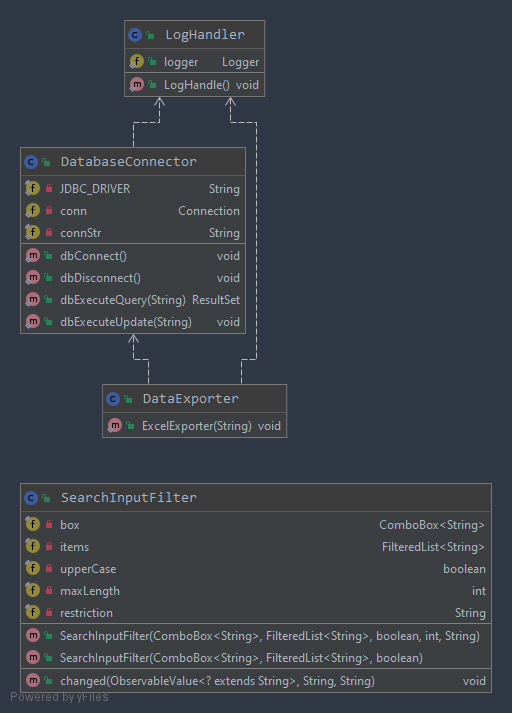 LogHandler
logger Logger
LogHandle() void
DatabaseConnector
JDBC_DRIVER String
conn Connection
connStr String
dbConnect() void
dbDisconnect() void
dbExecuteQuery(String) ResultSet
dbExecuteUpdate(String) void
DataExporter
ExcelExporter(String) void
SearchInputFilter
box ComboBox<String>
items FilteredList<String>
upperCase boolean
maxLength int
restriction String
SearchInputFilter(ComboBox<String>, FilteredList<String>, boolean, int, String)
SearchInputFilter(ComboBox<String>, FilteredList<String>, boolean)
changed(ObservableValue<? extends String>, String, String) void
Powered by yFiles